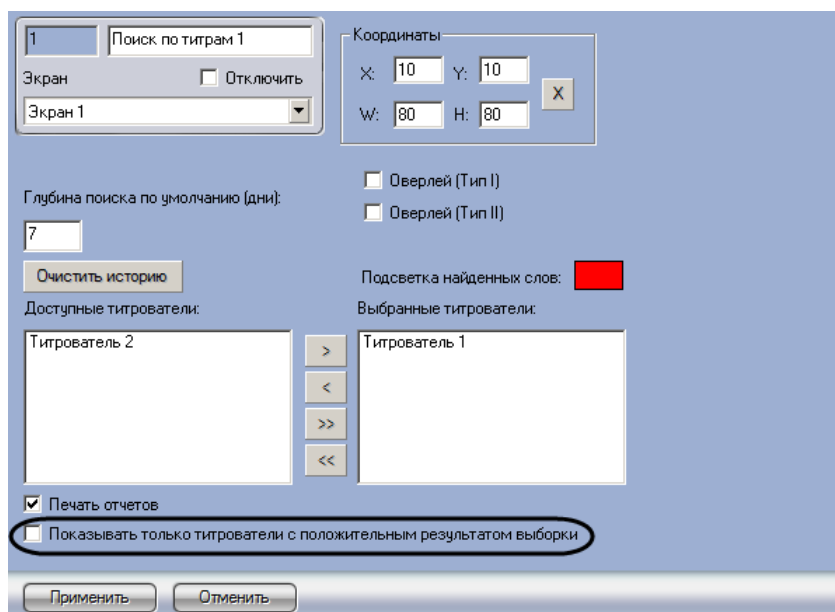 1
Поиск по титрам 1
Экран
Отключить
Экран 1
Координаты
X: 10 Y: 10
X
W: 80 H: 80
Оверлей (Тип I)
Оверлей (Тип II)
Глубина поиска по умолчанию (дни):
7
Очистить историю
Подсветка найденных слов:
Доступные титрователи:
Выбранные титрователи:
Титрователь 2
Титрователь 1
>
<
>>
<<
Печать отчетов
Показывать только титрователи с положительным результатом выборки
Применить
Отменить